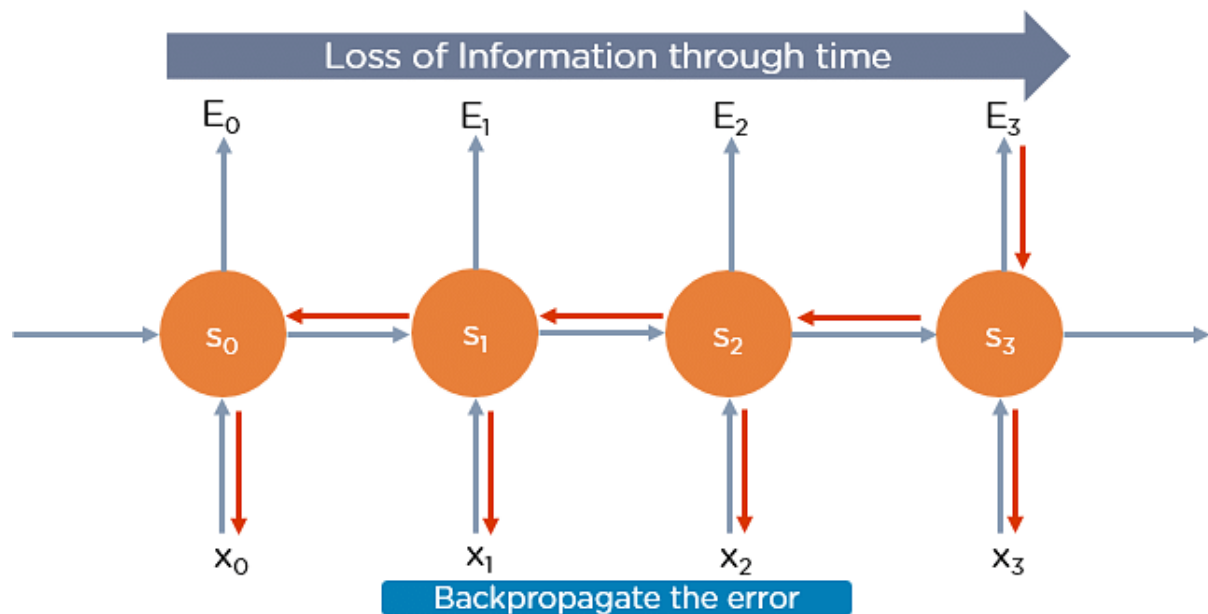 Loss of Information through time
E₀ E₁ E₂ E₃
s₀ s₁ s₂ s₃
x₀ x₁ x₂ x₃
Backpropagate the error